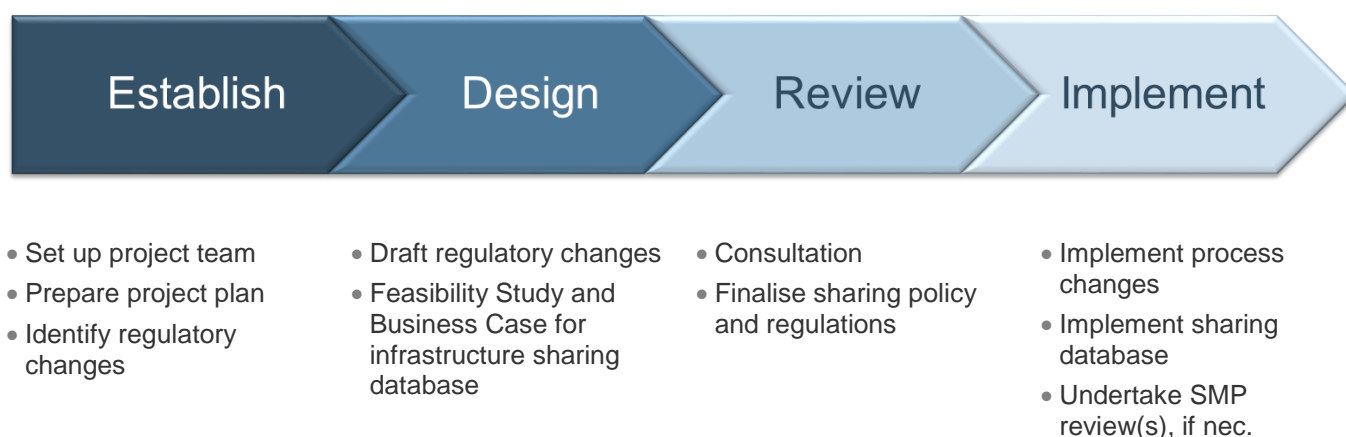 Establish
Design
Review
Implement
• Set up project team
• Prepare project plan
• Identify regulatory
changes
• Draft regulatory changes
• Feasibility Study and
Business Case for
infrastructure sharing
database
• Consultation
• Finalise sharing policy
and regulations
• Implement process
changes
• Implement sharing
database
• Undertake SMP
review(s), if nec.